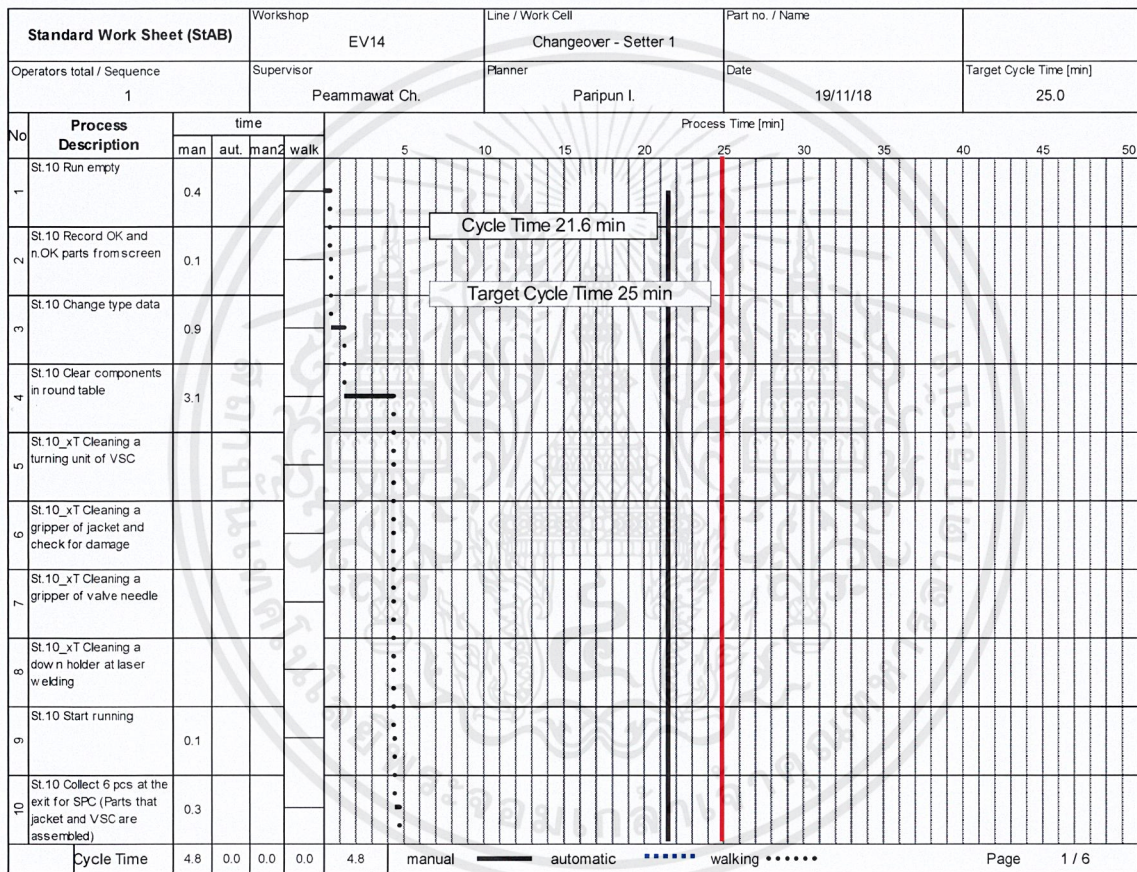 Standard Work Sheet (StAB)
Workshop
EV14
Line / Work Cell
Changeover - Setter 1
Part no. / Name
Operators total / Sequence
1
Supervisor
Peammawat Ch.
Planner
Paripun I.
Date
19/11/18
Target Cycle Time [min]
25.0
No
Process Description
time
man aut. man2 walk
Process Time [min]
5 10 15 20 25 30 35 40 45 50
1
St.10 Run empty
0.4
Cycle Time 21.6 min
2
St.10 Record OK and
n.OK parts from screen
0.1
Target Cycle Time 25 min
3
St.10 Change type data
0.9
4
St.10 Clear components
in round table
3.1
5
St.10_xT Cleaning a
turning unit of VSC
6
St.10_xT Cleaning a
gripper of jacket and
check for damage
7
St.10_xT Cleaning a
gripper of valve needle
8
St.10_xT Cleaning a
down holder at laser
welding
9
St.10 Start running
0.1
10
St.10 Collect 6 pcs at the
exit for SPC (Parts that
jacket and VSC are
assembled)
0.3
Cycle Time 4.8 0.0 0.0 0.0 4.8 manual automatic walking Page 1 / 6